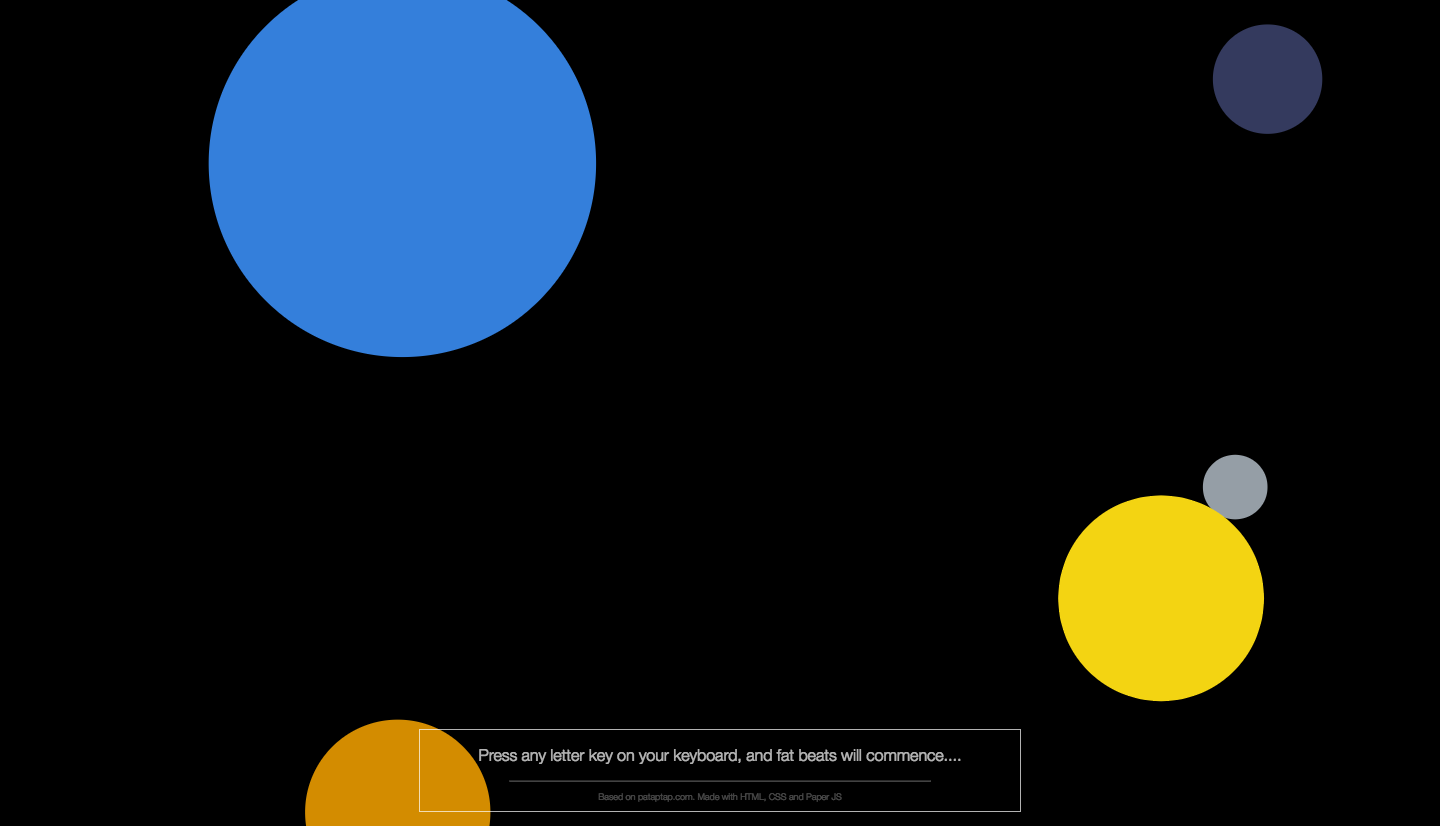 Press any letter key on your keyboard, and fat beats will commence....
Based on pataptap.com. Made with HTML, CSS and Paper JS